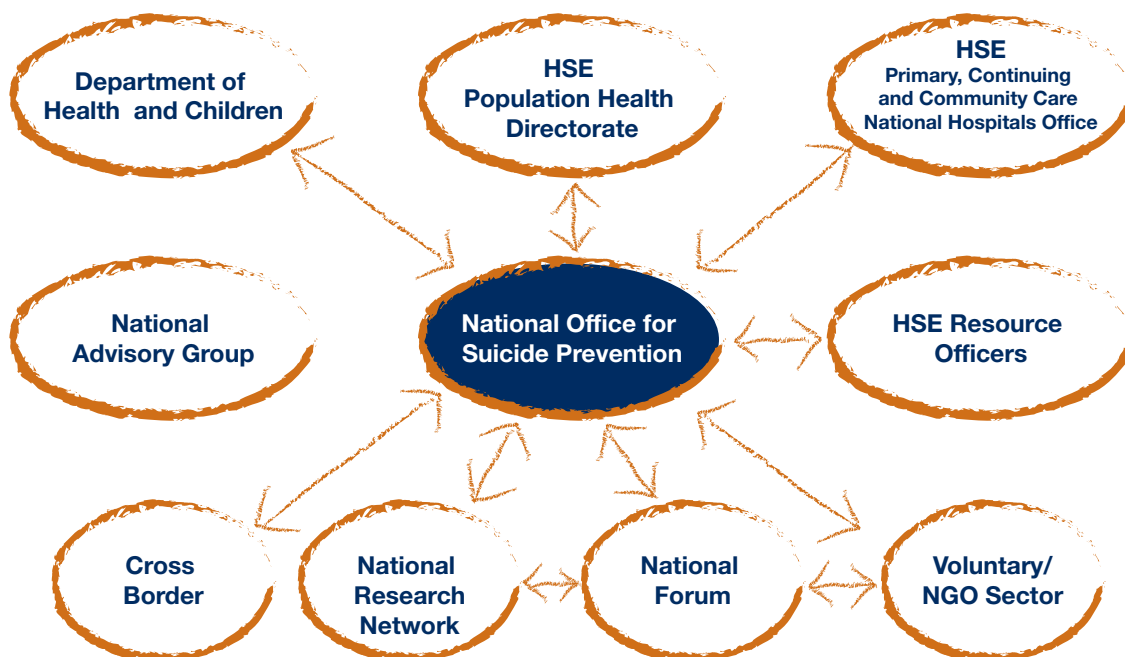 Department of
Health and Children
HSE
Population Health
Directorate
HSE
Primary, Continuing
and Community Care
National Hospitals Office
National
Advisory Group
National Office for
Suicide Prevention
HSE Resource
Officers
Cross
Border
National
Research
Network
National
Forum
Voluntary/
NGO Sector